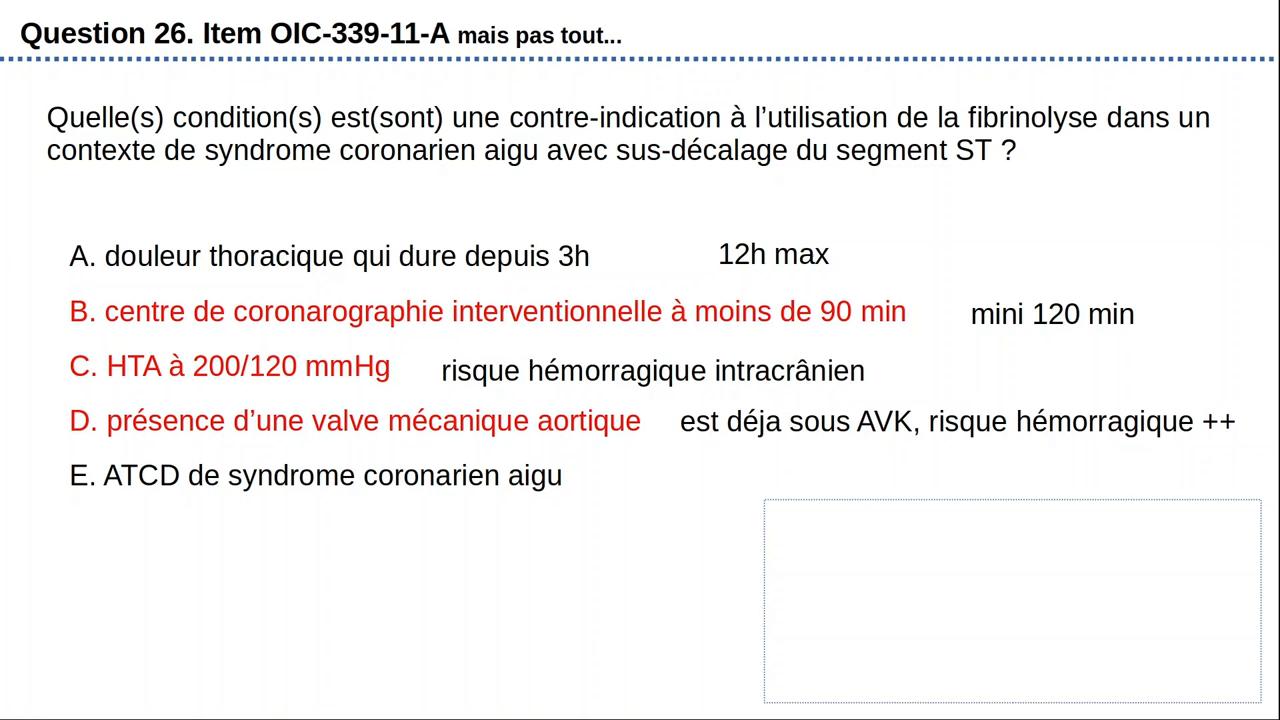 Question 26. Item OIC-339-11-A mais pas tout...
Quelle(s) condition(s) est(sont) une contre-indication à l’utilisation de la fibrinolyse dans un
contexte de syndrome coronarien aigu avec sus-décalage du segment ST ?
A. douleur thoracique qui dure depuis 3h 12h max
B. centre de coronarographie interventionnelle à moins de 90 min mini 120 min
C. HTA à 200/120 mmHg risque hémorragique intracrânien
D. présence d’une valve mécanique aortique est déja sous AVK, risque hémorragique ++
E. ATCD de syndrome coronarien aigu